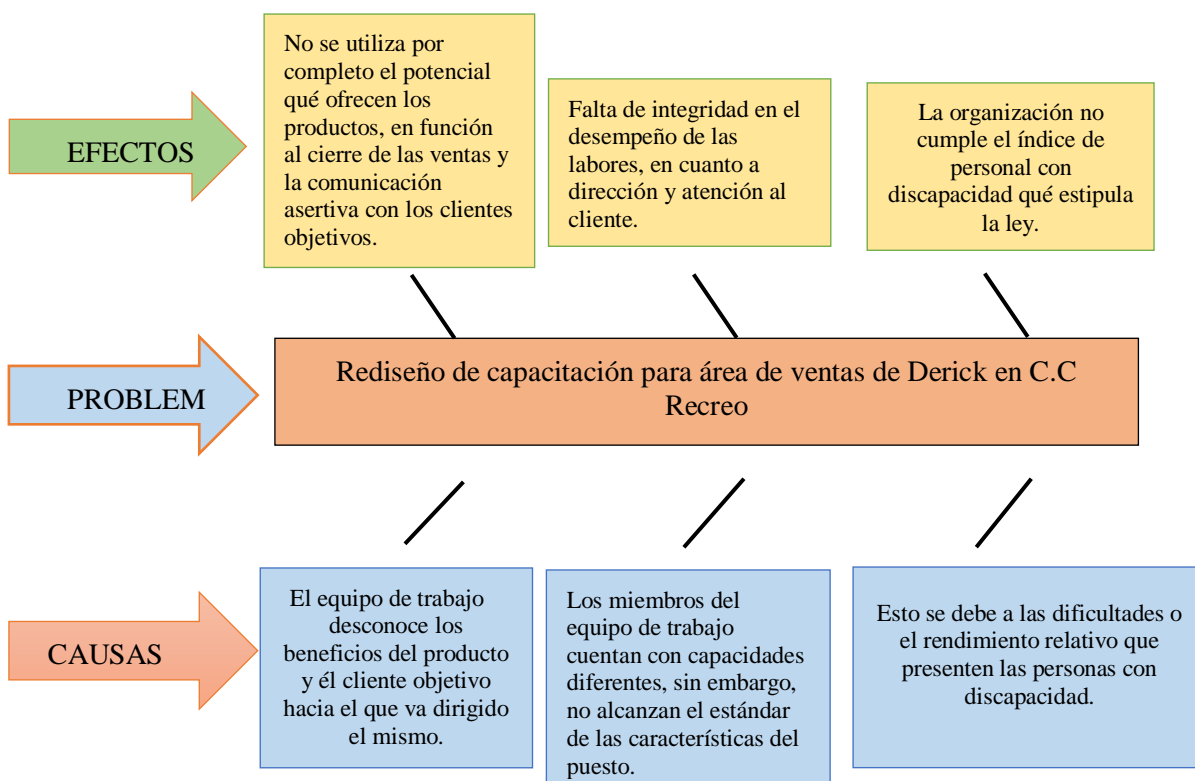 No se utiliza por
completo el potencial
qué ofrecen los
productos, en función
al cierre de las ventas y
la comunicación
asertiva con los clientes
objetivos.
Falta de integridad en el
desempeño de las
labores, en cuanto a
dirección y atención al
cliente.
La organización no
cumple el índice de
personal con
discapacidad qué estipula
la ley.
EFECTOS
Rediseño de capacitación para área de ventas de Derick en C.C
Recreo
PROBLEM
El equipo de trabajo
desconoce los
beneficios del producto
y él cliente objetivo
hacia el que va dirigido
el mismo.
Los miembros del
equipo de trabajo
cuentan con capacidades
diferentes, sin embargo,
no alcanzan el estándar
de las características del
puesto.
Esto se debe a las dificultades o
el rendimiento relativo que
presenten las personas con
discapacidad.
CAUSAS